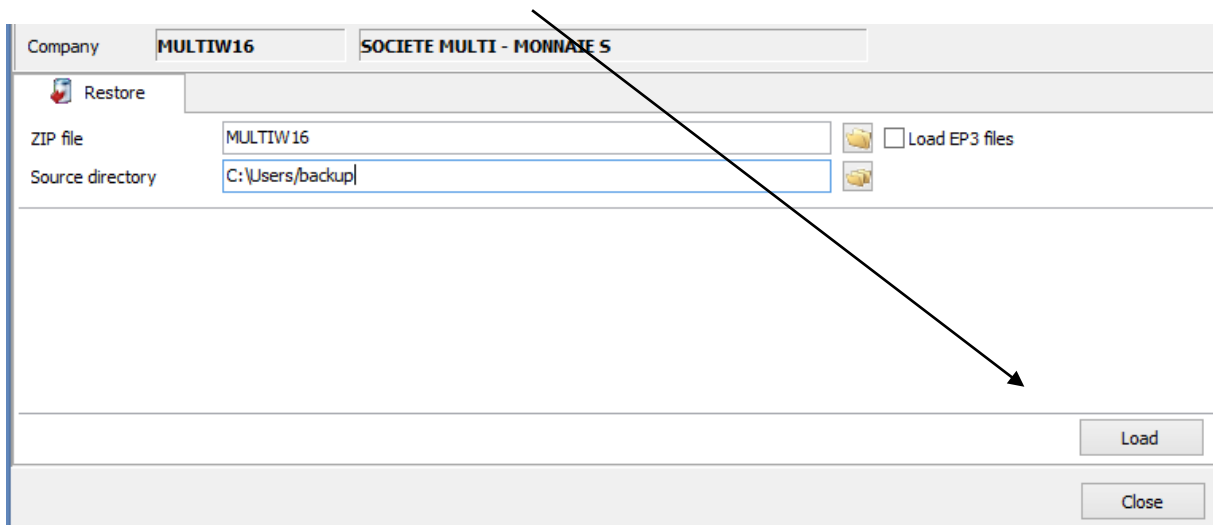 Company MULTIW16 SOCIETE MULTI - MONNAIE S
Restore
ZIP file MULTIW16 Load EP3 files
Source directory C:\Users/backup
Load
Close